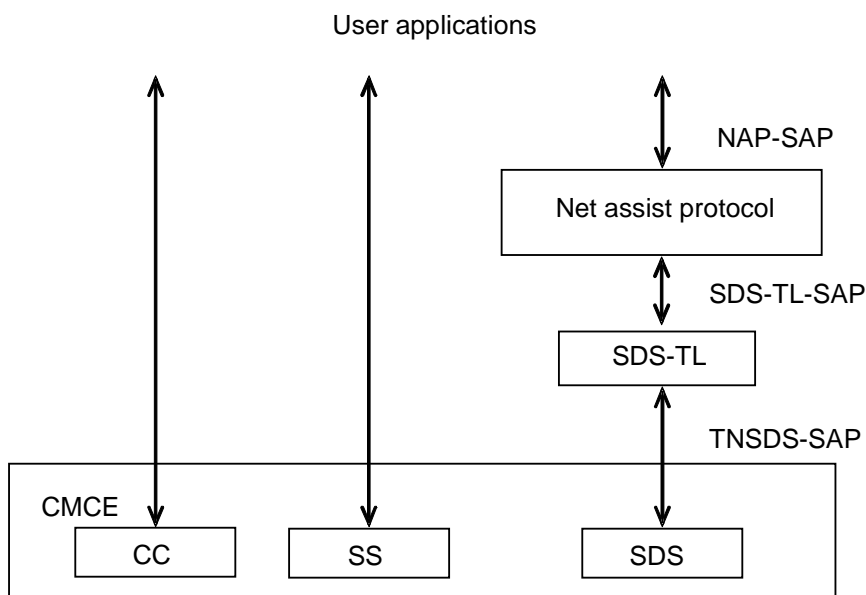 User applications
NAP-SAP
Net assist protocol
SDS-TL-SAP
SDS-TL
TNSDS-SAP
CMCE
CC
SS
SDS